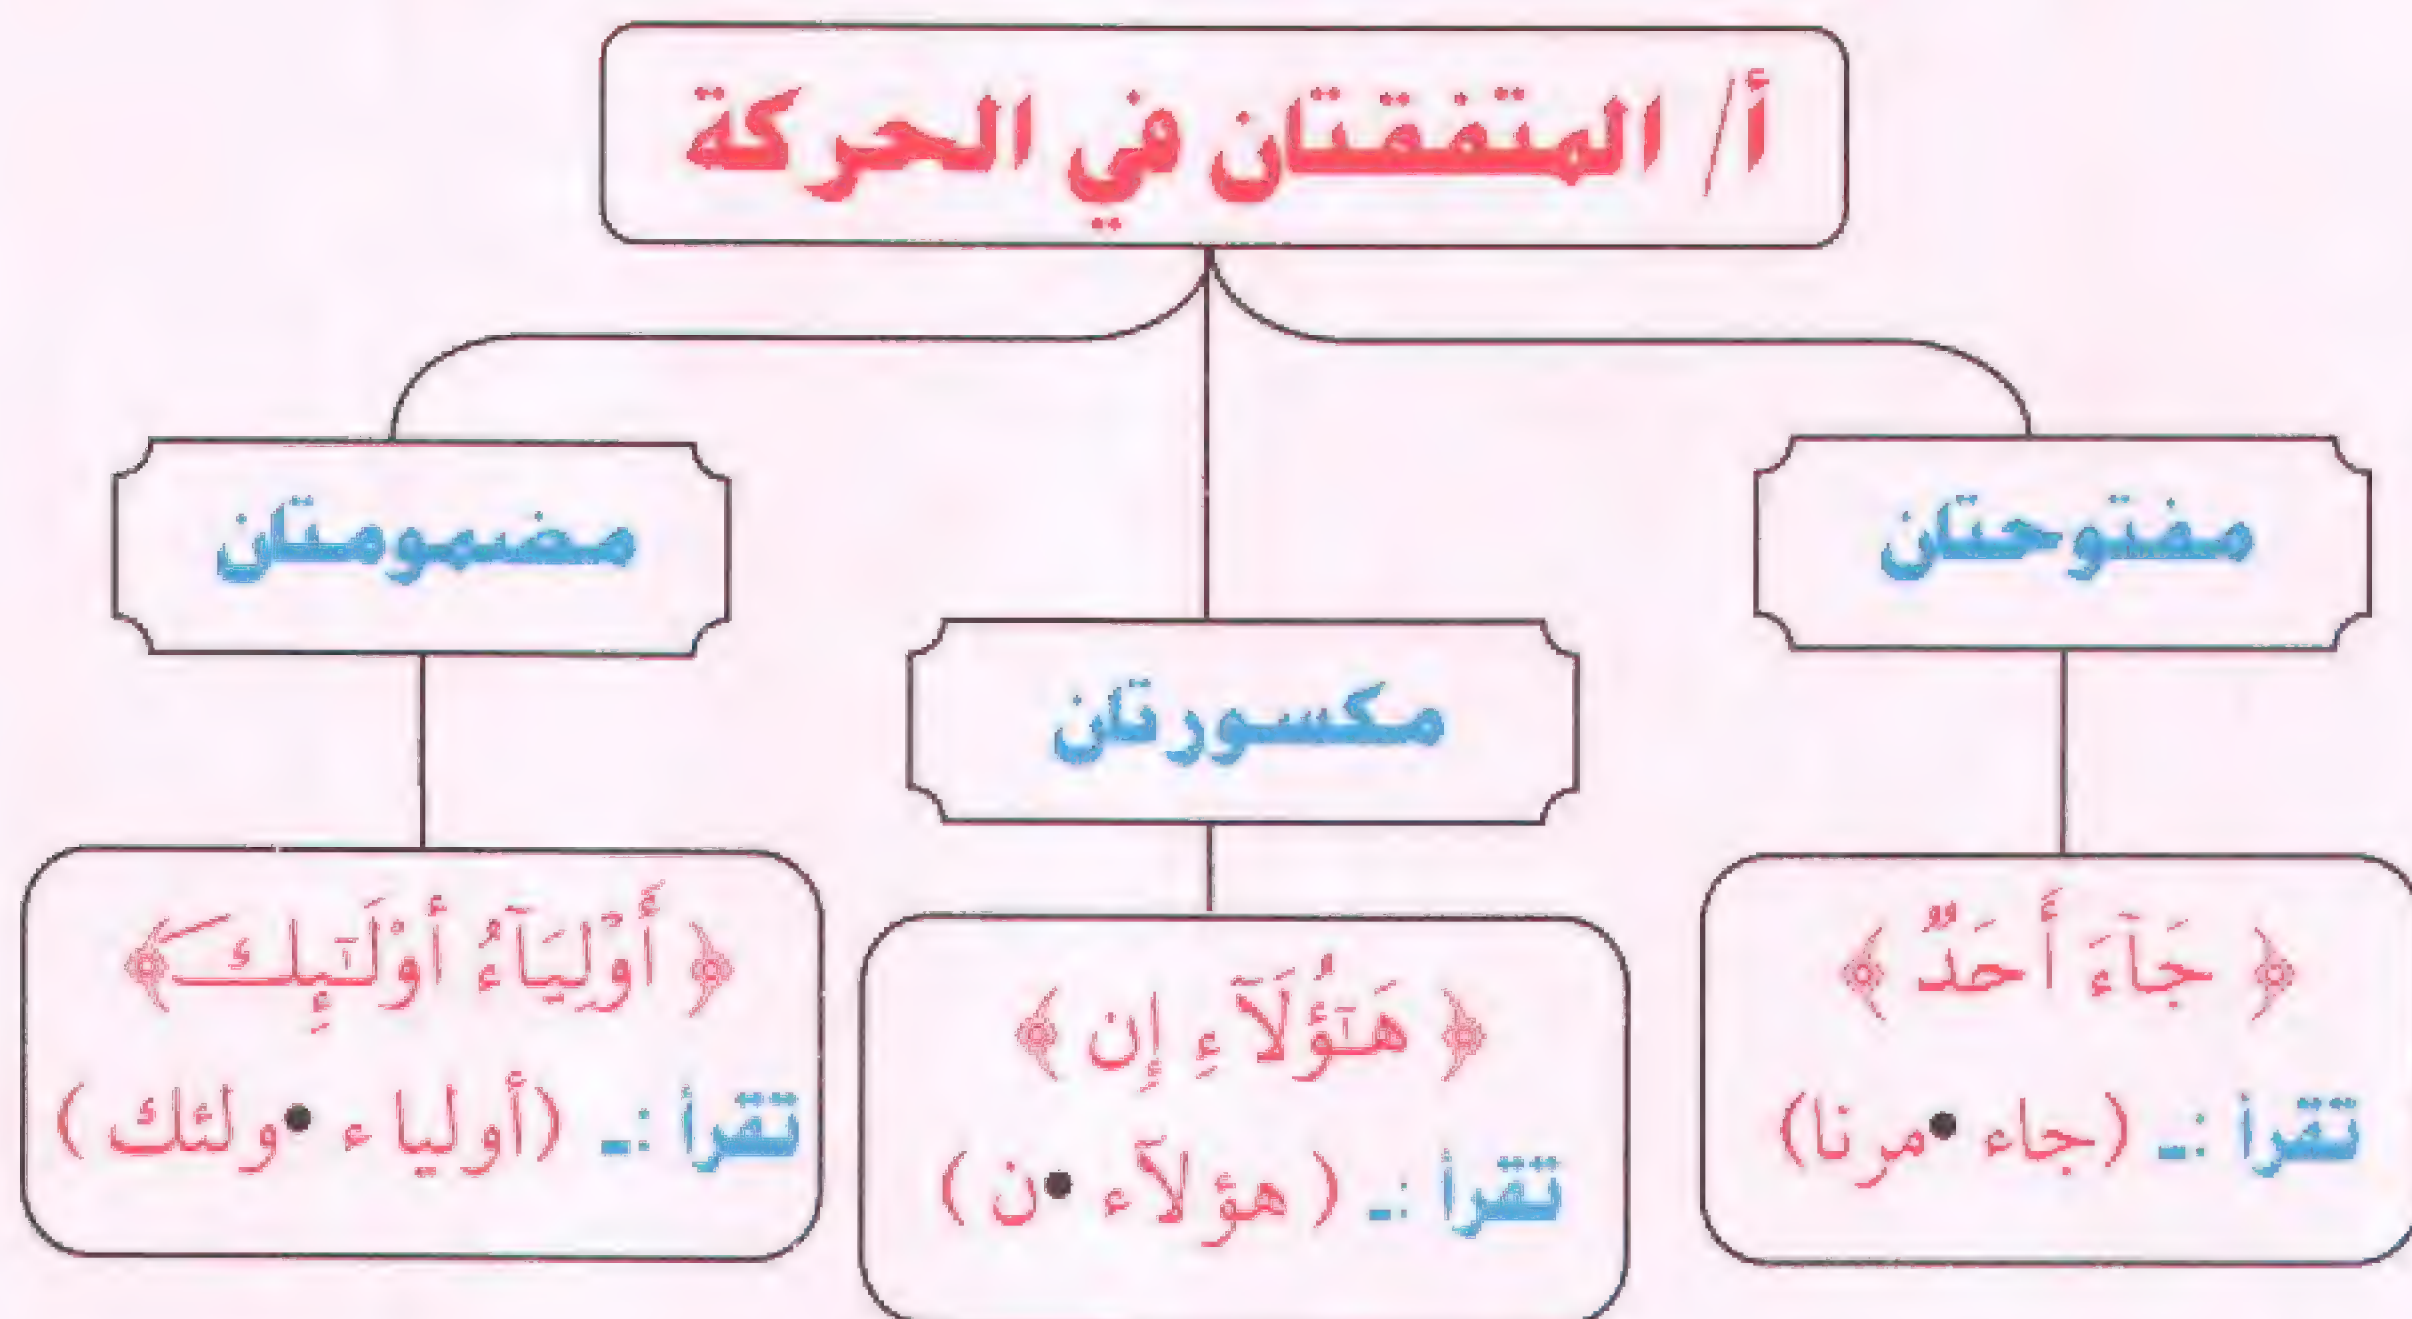 أ/ المتفقتان في الحركة
مفتوحتان
مكسورتان
مضمومتان
﴿ جَآءَ أَحَدٌ ﴾
تقرأ :ـ (جاء •مرنا)
﴿ هَـٰٓؤُلَآءِ إِن ﴾
تقرأ :ـ ( هؤلآء •ن )
﴿ أَوْلِيَآءُ أُوْلَـٰٓئِكَ ﴾
تقرأ :ـ (أولياء •ولئك )